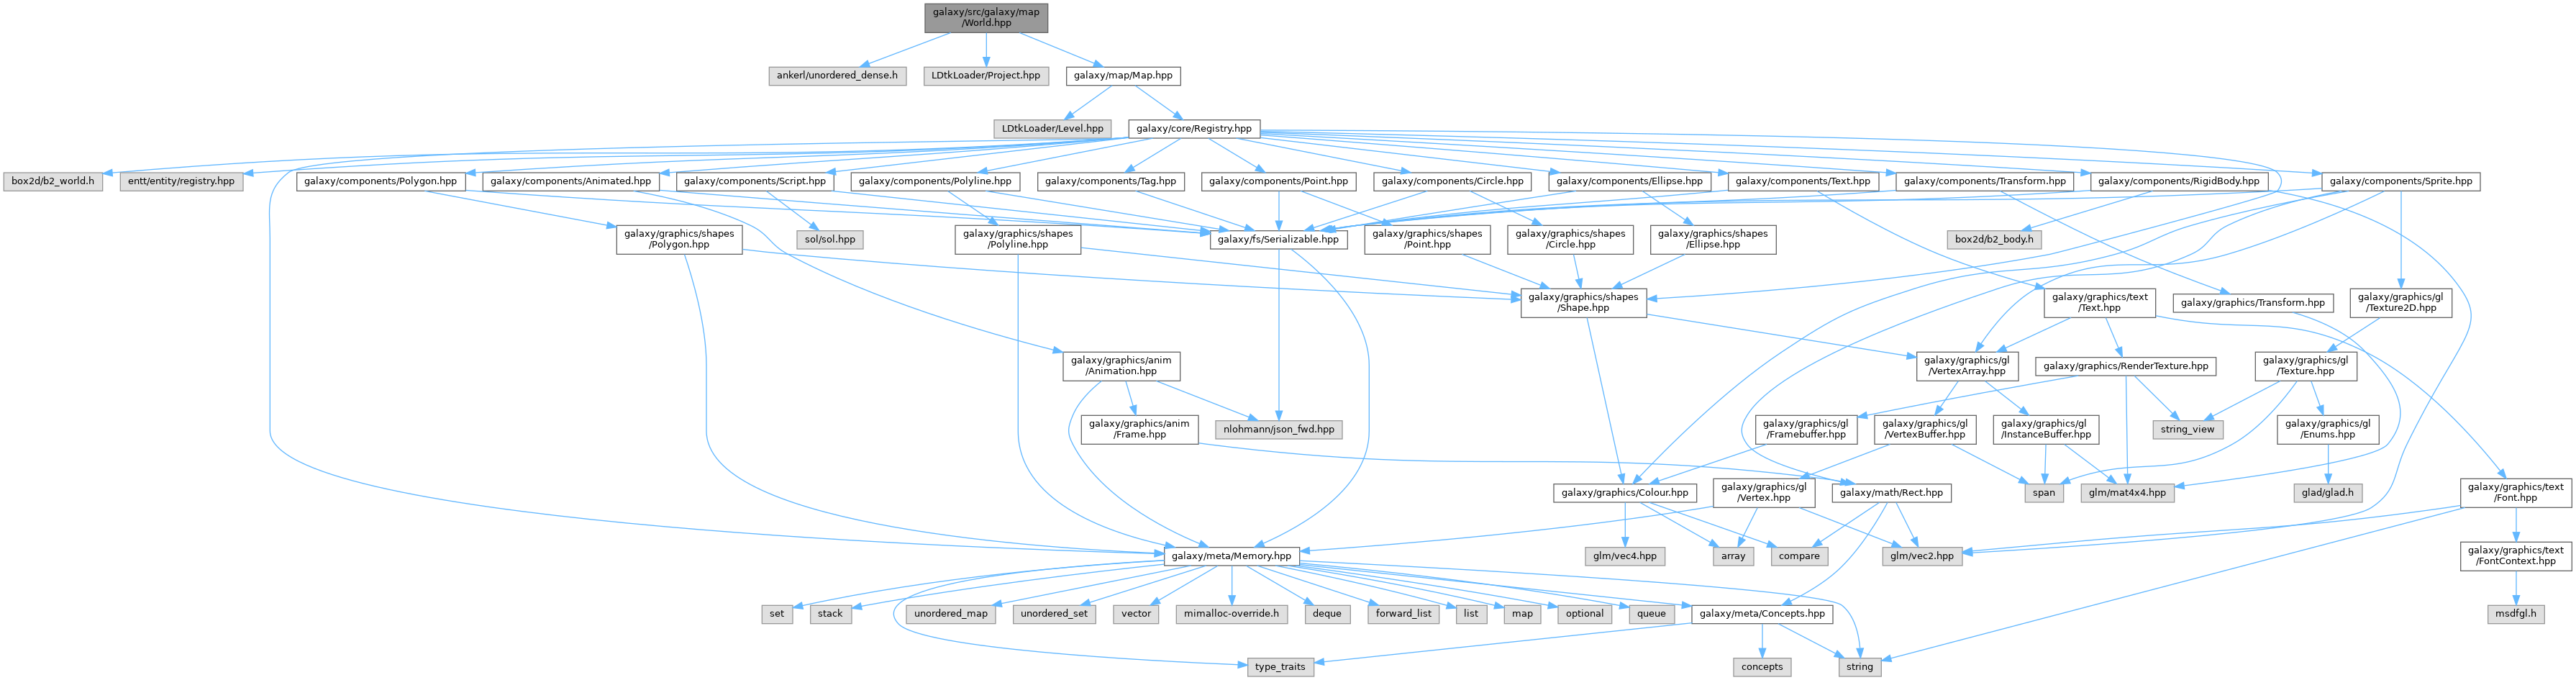 galaxy/src/galaxy/map
/World.hpp
ankerl/unordered_dense.h
LDtkLoader/Project.hpp
galaxy/map/Map.hpp
LDtkLoader/Level.hpp
galaxy/core/Registry.hpp
box2d/b2_world.h
entt/entity/registry.hpp
galaxy/components/Polygon.hpp
galaxy/components/Animated.hpp
galaxy/components/Script.hpp
galaxy/components/Polyline.hpp
galaxy/components/Tag.hpp
galaxy/components/Point.hpp
galaxy/components/Circle.hpp
galaxy/components/Ellipse.hpp
galaxy/components/Text.hpp
galaxy/components/Transform.hpp
galaxy/components/RigidBody.hpp
galaxy/components/Sprite.hpp
galaxy/graphics/shapes
/Polygon.hpp
sol/sol.hpp
galaxy/graphics/shapes
/Polyline.hpp
galaxy/fs/Serializable.hpp
galaxy/graphics/shapes
/Point.hpp
galaxy/graphics/shapes
/Circle.hpp
galaxy/graphics/shapes
/Ellipse.hpp
box2d/b2_body.h
galaxy/graphics/shapes
/Shape.hpp
galaxy/graphics/text
/Text.hpp
galaxy/graphics/Transform.hpp
galaxy/graphics/gl
/Texture2D.hpp
galaxy/graphics/anim
/Animation.hpp
galaxy/graphics/gl
/VertexArray.hpp
galaxy/graphics/RenderTexture.hpp
galaxy/graphics/gl
/Texture.hpp
galaxy/graphics/anim
/Frame.hpp
nlohmann/json_fwd.hpp
galaxy/graphics/gl
/Framebuffer.hpp
galaxy/graphics/gl
/VertexBuffer.hpp
galaxy/graphics/gl
/InstanceBuffer.hpp
string_view
galaxy/graphics/gl
/Enums.hpp
galaxy/graphics/Colour.hpp
galaxy/graphics/gl
/Vertex.hpp
galaxy/math/Rect.hpp
span
glm/mat4x4.hpp
glad/glad.h
galaxy/graphics/text
/Font.hpp
galaxy/meta/Memory.hpp
glm/vec4.hpp
array
compare
glm/vec2.hpp
galaxy/graphics/text
/FontContext.hpp
set
stack
unordered_map
unordered_set
vector
mimalloc-override.h
deque
forward_list
list
map
optional
queue
galaxy/meta/Concepts.hpp
msdfgl.h
type_traits
concepts
string